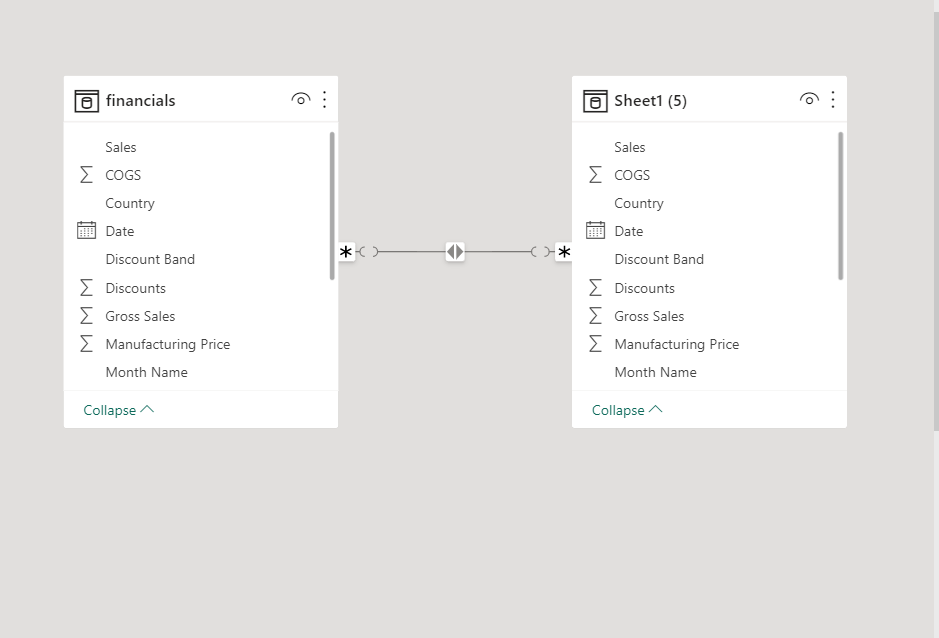 financials
Sales
COGS
Country
Date
Discount Band
Discounts
Gross Sales
Manufacturing Price
Month Name
Collapse
Sheet1 (5)
Sales
COGS
Country
Date
Discount Band
Discounts
Gross Sales
Manufacturing Price
Month Name
Collapse